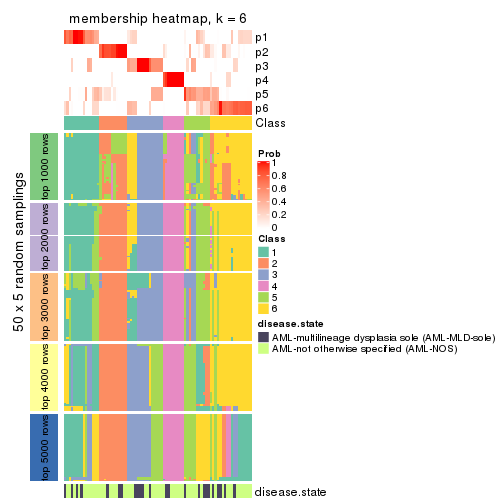 membership heatmap, k = 6
p1
p2
p3
p4
p5
p6
Class
50 x 5 random samplings
top 1000 rows
top 2000 rows
top 3000 rows
top 4000 rows
top 5000 rows
Prob
1
0.8
0.6
0.4
0.2
0
Class
1
2
3
4
5
6
disease.state
AML-multilineage dysplasia sole (AML-MLD-sole)
AML-not otherwise specified (AML-NOS)
disease.state